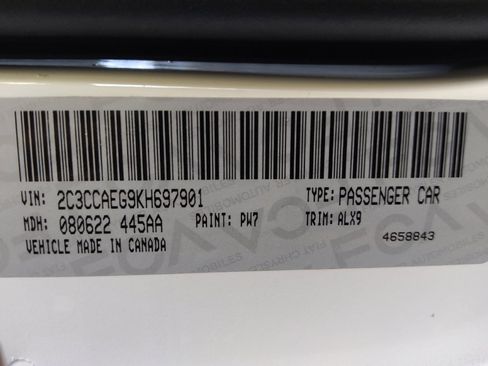 VIN: 2C3CCAEG9KH697901 TYPE: PASSENGER CAR
MDH: 080622 445AA PAINT: PW7 TRIM: ALX9
VEHICLE MADE IN CANADA 4658843